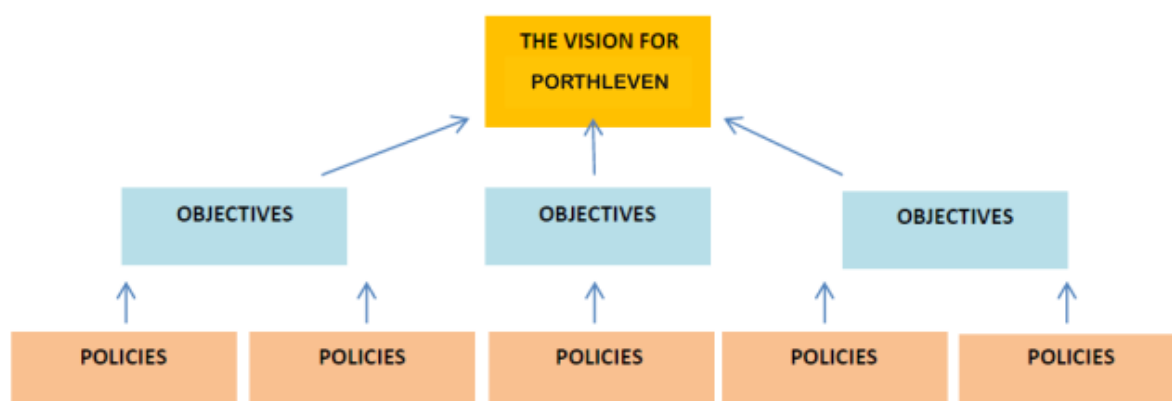 THE VISION FOR
PORTHLEVEN
OBJECTIVES
OBJECTIVES
OBJECTIVES
POLICIES
POLICIES
POLICIES
POLICIES
POLICIES